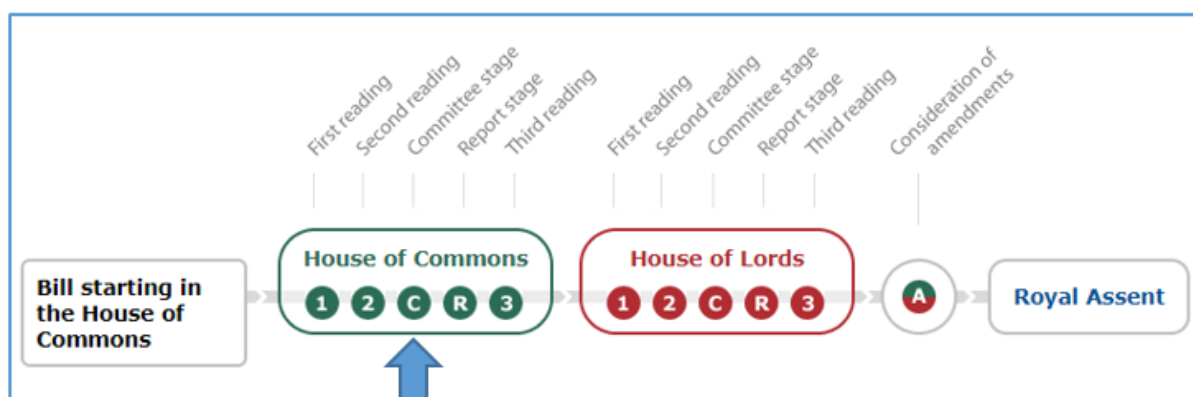 First reading
Second reading
Committee stage
Report stage
Third reading
First reading
Second reading
Committee stage
Report stage
Third reading
Consideration of
amendments
Bill starting in
the House of
Commons
House of Commons
1 2 C R 3
House of Lords
1 2 C R 3
A
Royal Assent